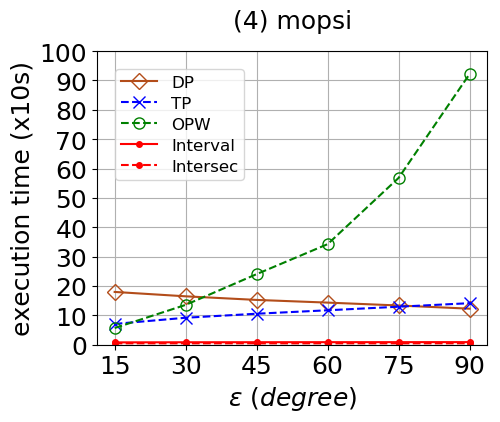 (4) mopsi
execution time (x10s)
100
90
80
70
60
50
40
30
20
10
0
DP
TP
OPW
Interval
Intersec
15 30 45 60 75 90
ε (degree)